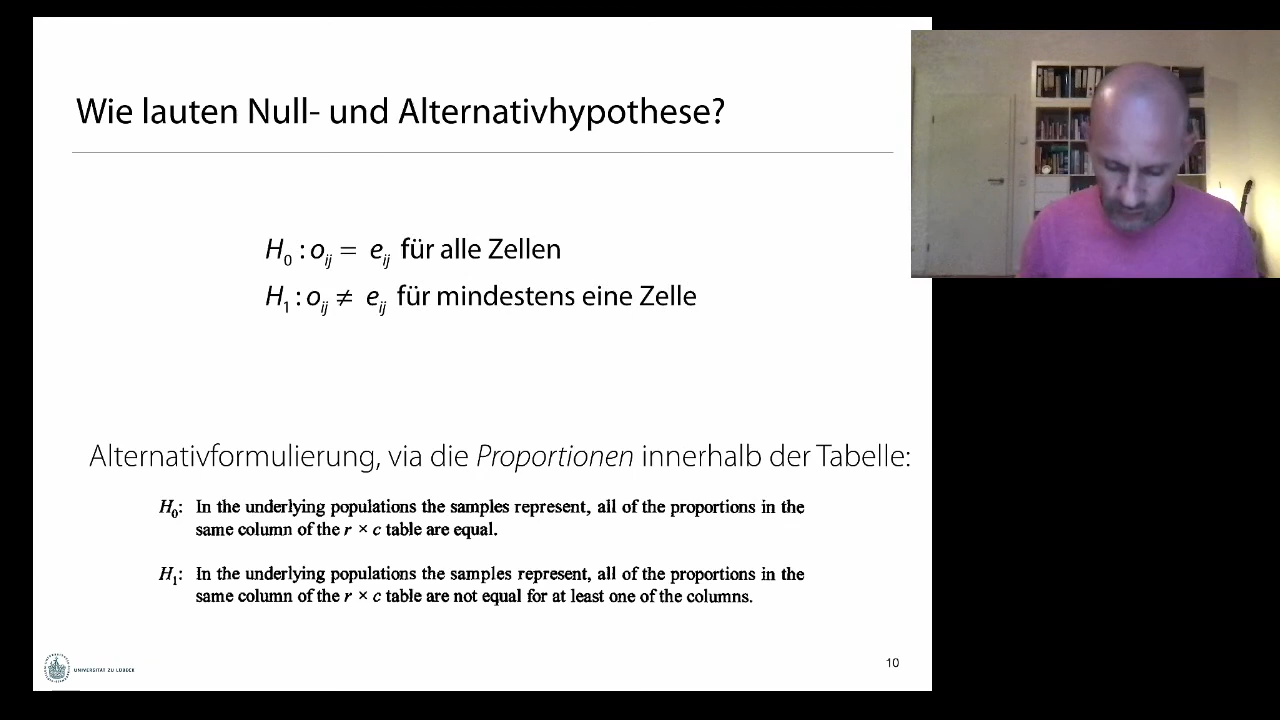 Wie lauten Null- und Alternativhypothese?
H0 : oij = eij für alle Zellen
H1 : oij ≠ eij für mindestens eine Zelle
Alternativformulierung, via die Proportionen innerhalb der Tabelle:
H0: In the underlying populations the samples represent, all of the proportions in the
same column of the r × c table are equal.
H1: In the underlying populations the samples represent, all of the proportions in the
same column of the r × c table are not equal for at least one of the columns.
UNIVERSITÄT ZU LÜBECK
10